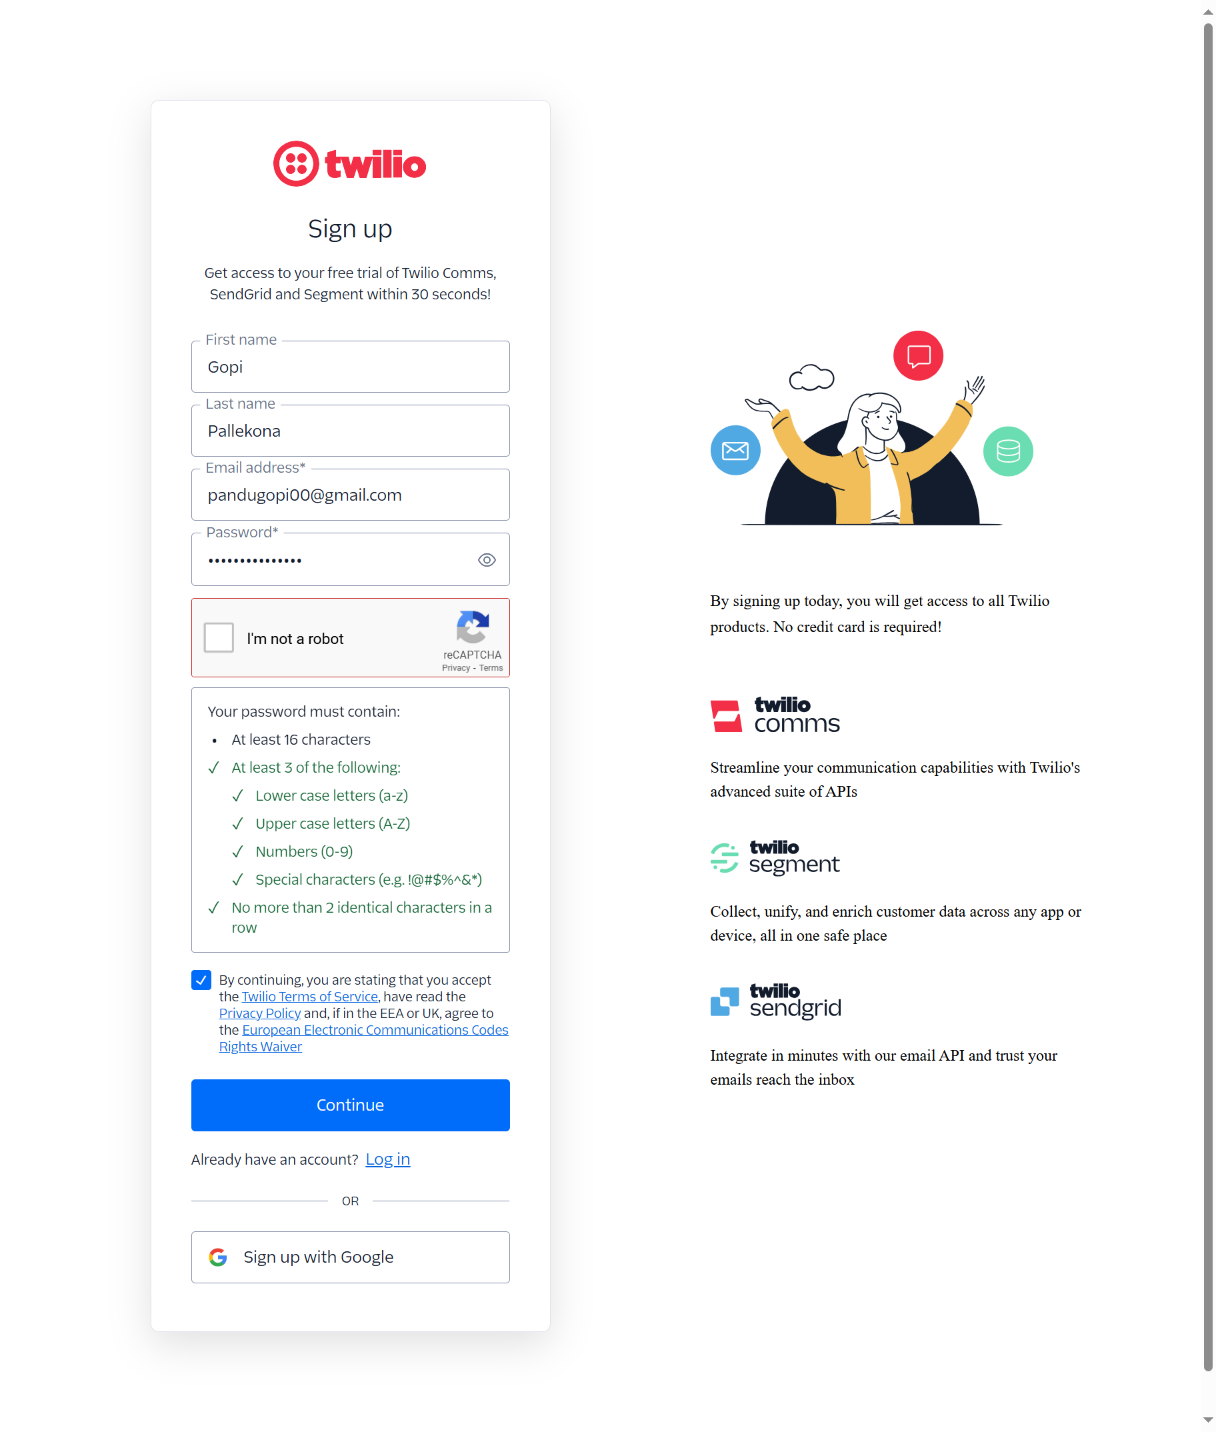 twilio
Sign up
Get access to your free trial of Twilio Comms,
SendGrid and Segment within 30 seconds!
First name
Gopi
Last name
Pallekona
Email address*
pandugopi00@gmail.com
Password*
•••••••••••••••
I'm not a robot
reCAPTCHA
Privacy - Terms
Your password must contain:
• At least 16 characters
✓ At least 3 of the following:
✓ Lower case letters (a-z)
✓ Upper case letters (A-Z)
✓ Numbers (0-9)
✓ Special characters (e.g. !@#$%^&*)
✓ No more than 2 identical characters in a
row
By continuing, you are stating that you accept
the Twilio Terms of Service, have read the
Privacy Policy and, if in the EEA or UK, agree to
the European Electronic Communications Codes
Rights Waiver
Continue
Already have an account? Log in
OR
Sign up with Google
By signing up today, you will get access to all Twilio
products. No credit card is required!
twilio
comms
Streamline your communication capabilities with Twilio's
advanced suite of APIs
twilio
segment
Collect, unify, and enrich customer data across any app or
device, all in one safe place
twilio
sendgrid
Integrate in minutes with our email API and trust your
emails reach the inbox